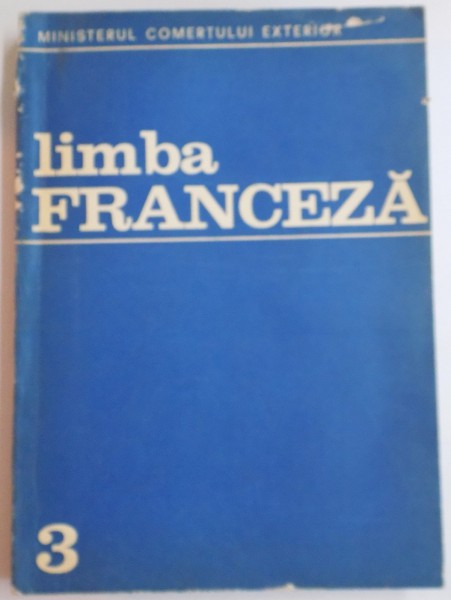 MINISTERUL COMERTULUI EXTERIOR
limba
FRANCEZĂ
3